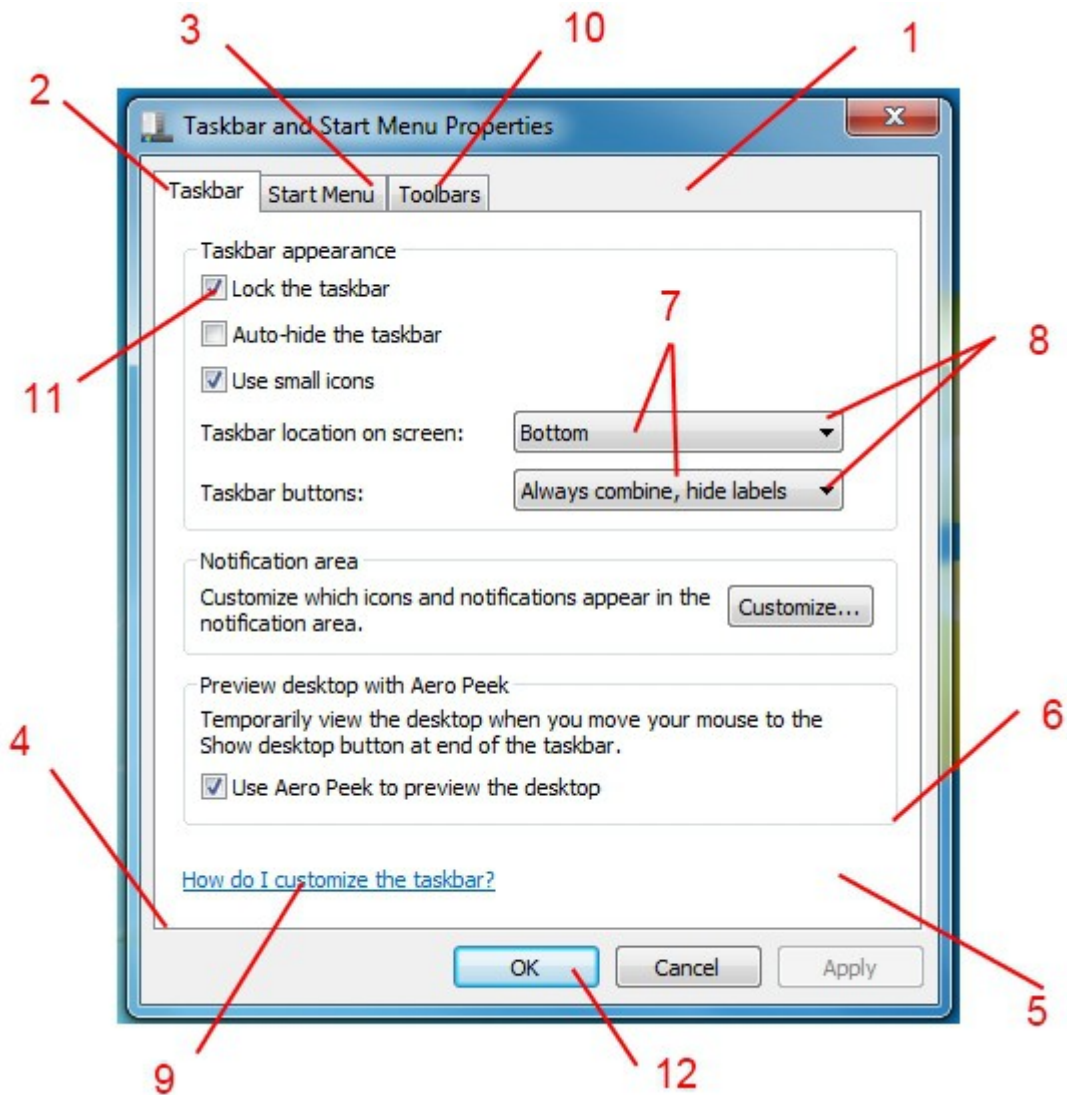 3 10 1
2
Taskbar and Start Menu Properties
Taskbar Start Menu Toolbars
Taskbar appearance
Lock the taskbar
7
Auto-hide the taskbar
8
11
Use small icons
Taskbar location on screen: Bottom
Taskbar buttons: Always combine, hide labels
Notification area
Customize which icons and notifications appear in the
notification area.
Customize...
Preview desktop with Aero Peek
Temporarily view the desktop when you move your mouse to the
Show desktop button at end of the taskbar.
6
4
Use Aero Peek to preview the desktop
How do I customize the taskbar?
OK Cancel Apply
5
9 12